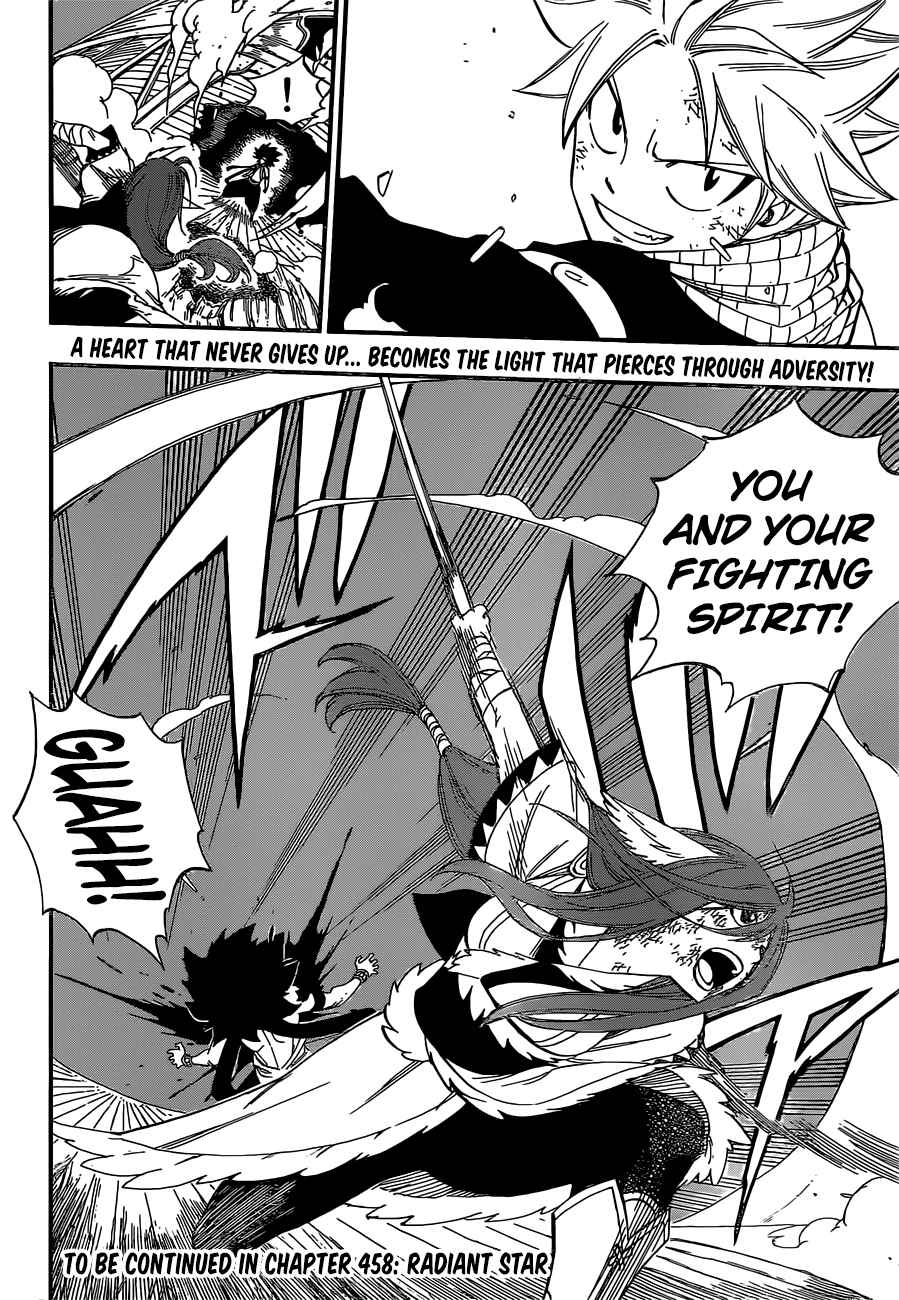 !
A HEART THAT NEVER GIVES UP... BECOMES THE LIGHT THAT PIERCES THROUGH ADVERSITY!
YOU
AND YOUR
FIGHTING
SPIRIT!
ド
GUAHH!
TO BE CONTINUED IN CHAPTER 458: RADIANT STAR